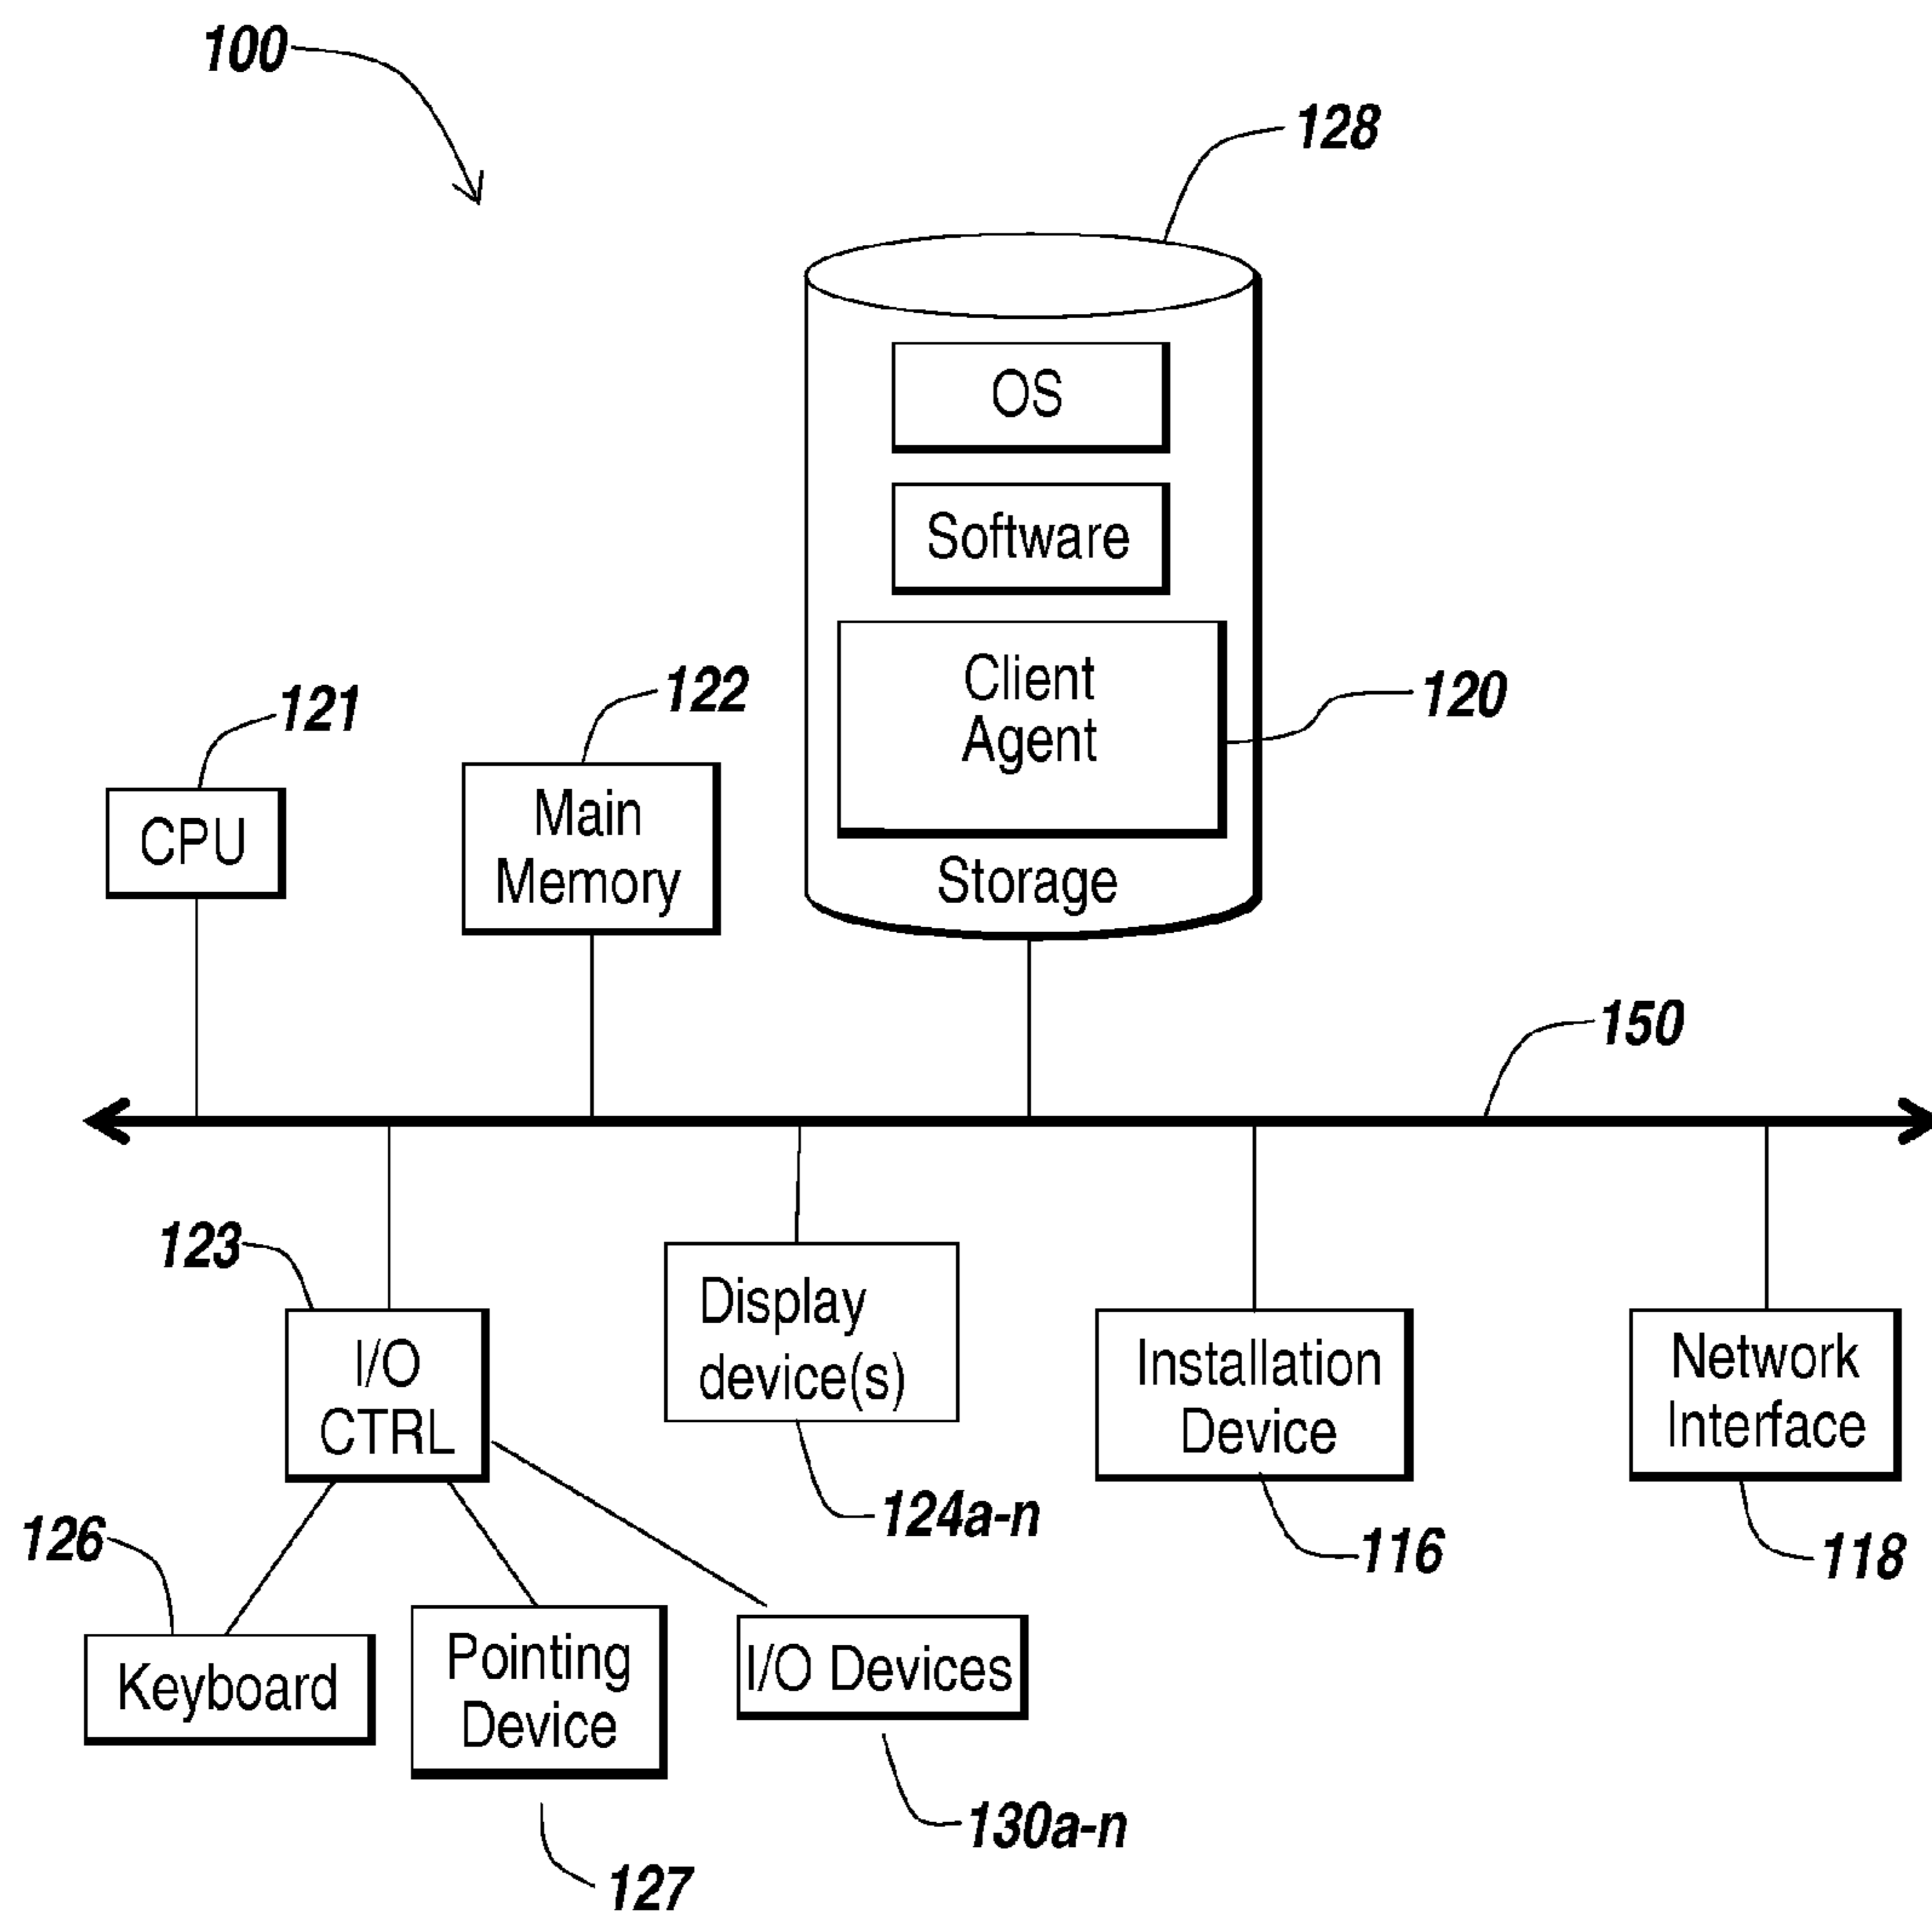 100
128
OS
Software
Client
Agent
120
Storage
121
CPU
122
Main
Memory
150
123
I/O
CTRL
Display
device(s)
124a-n
Installation
Device
116
Network
Interface
118
126
Keyboard
Pointing
Device
127
I/O Devices
130a-n